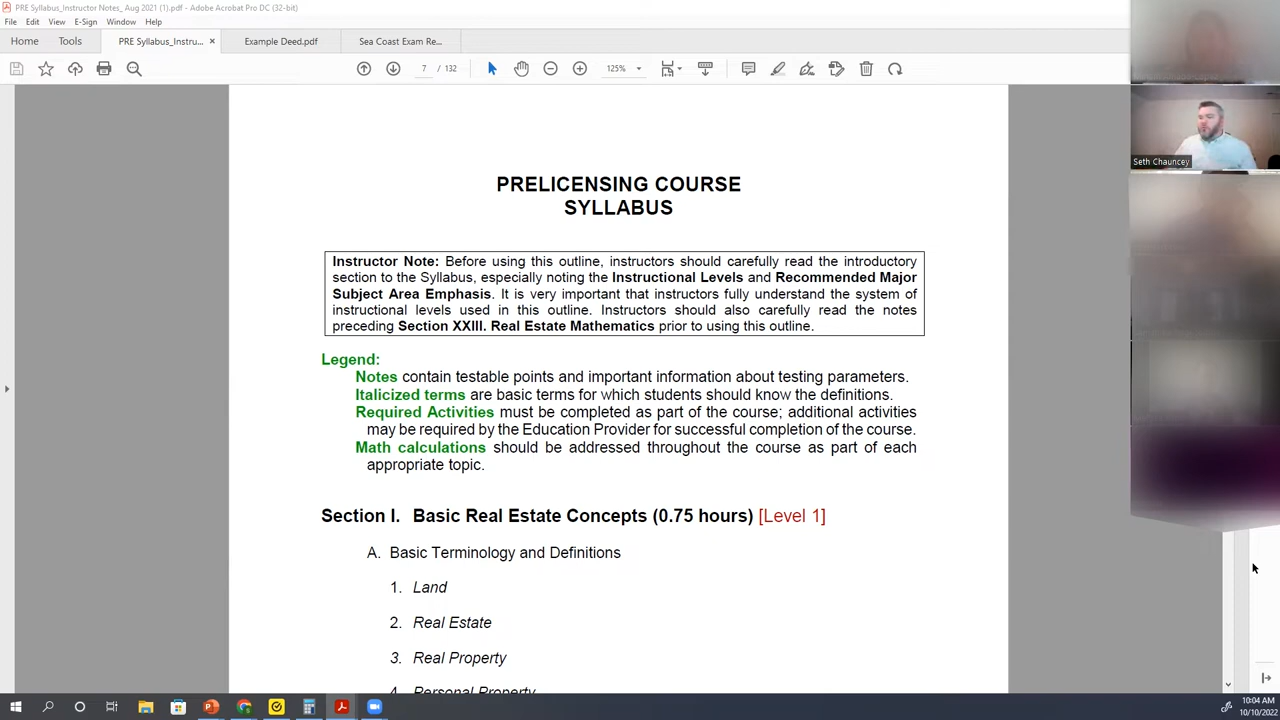 PRE Syllabus_Instructor Notes_ Aug 2021 (1).pdf - Adobe Acrobat Pro DC (32-bit)
File Edit View E-Sign Window Help
Home Tools PRE Syllabus_Instru... × Example Deed.pdf Sea Coast Exam Re...
7 / 132 125%
PRELICENSING COURSE
SYLLABUS
Instructor Note: Before using this outline, instructors should carefully read the introductory
section to the Syllabus, especially noting the Instructional Levels and Recommended Major
Subject Area Emphasis. It is very important that instructors fully understand the system of
instructional levels used in this outline. Instructors should also carefully read the notes
preceding Section XXIII. Real Estate Mathematics prior to using this outline.
Legend:
Notes contain testable points and important information about testing parameters.
Italicized terms are basic terms for which students should know the definitions.
Required Activities must be completed as part of the course; additional activities
may be required by the Education Provider for successful completion of the course.
Math calculations should be addressed throughout the course as part of each
appropriate topic.
Section I. Basic Real Estate Concepts (0.75 hours) [Level 1]
A. Basic Terminology and Definitions
1. Land
2. Real Estate
3. Real Property
4. Personal Property
Seth Chauncey
10:04 AM
10/10/2022